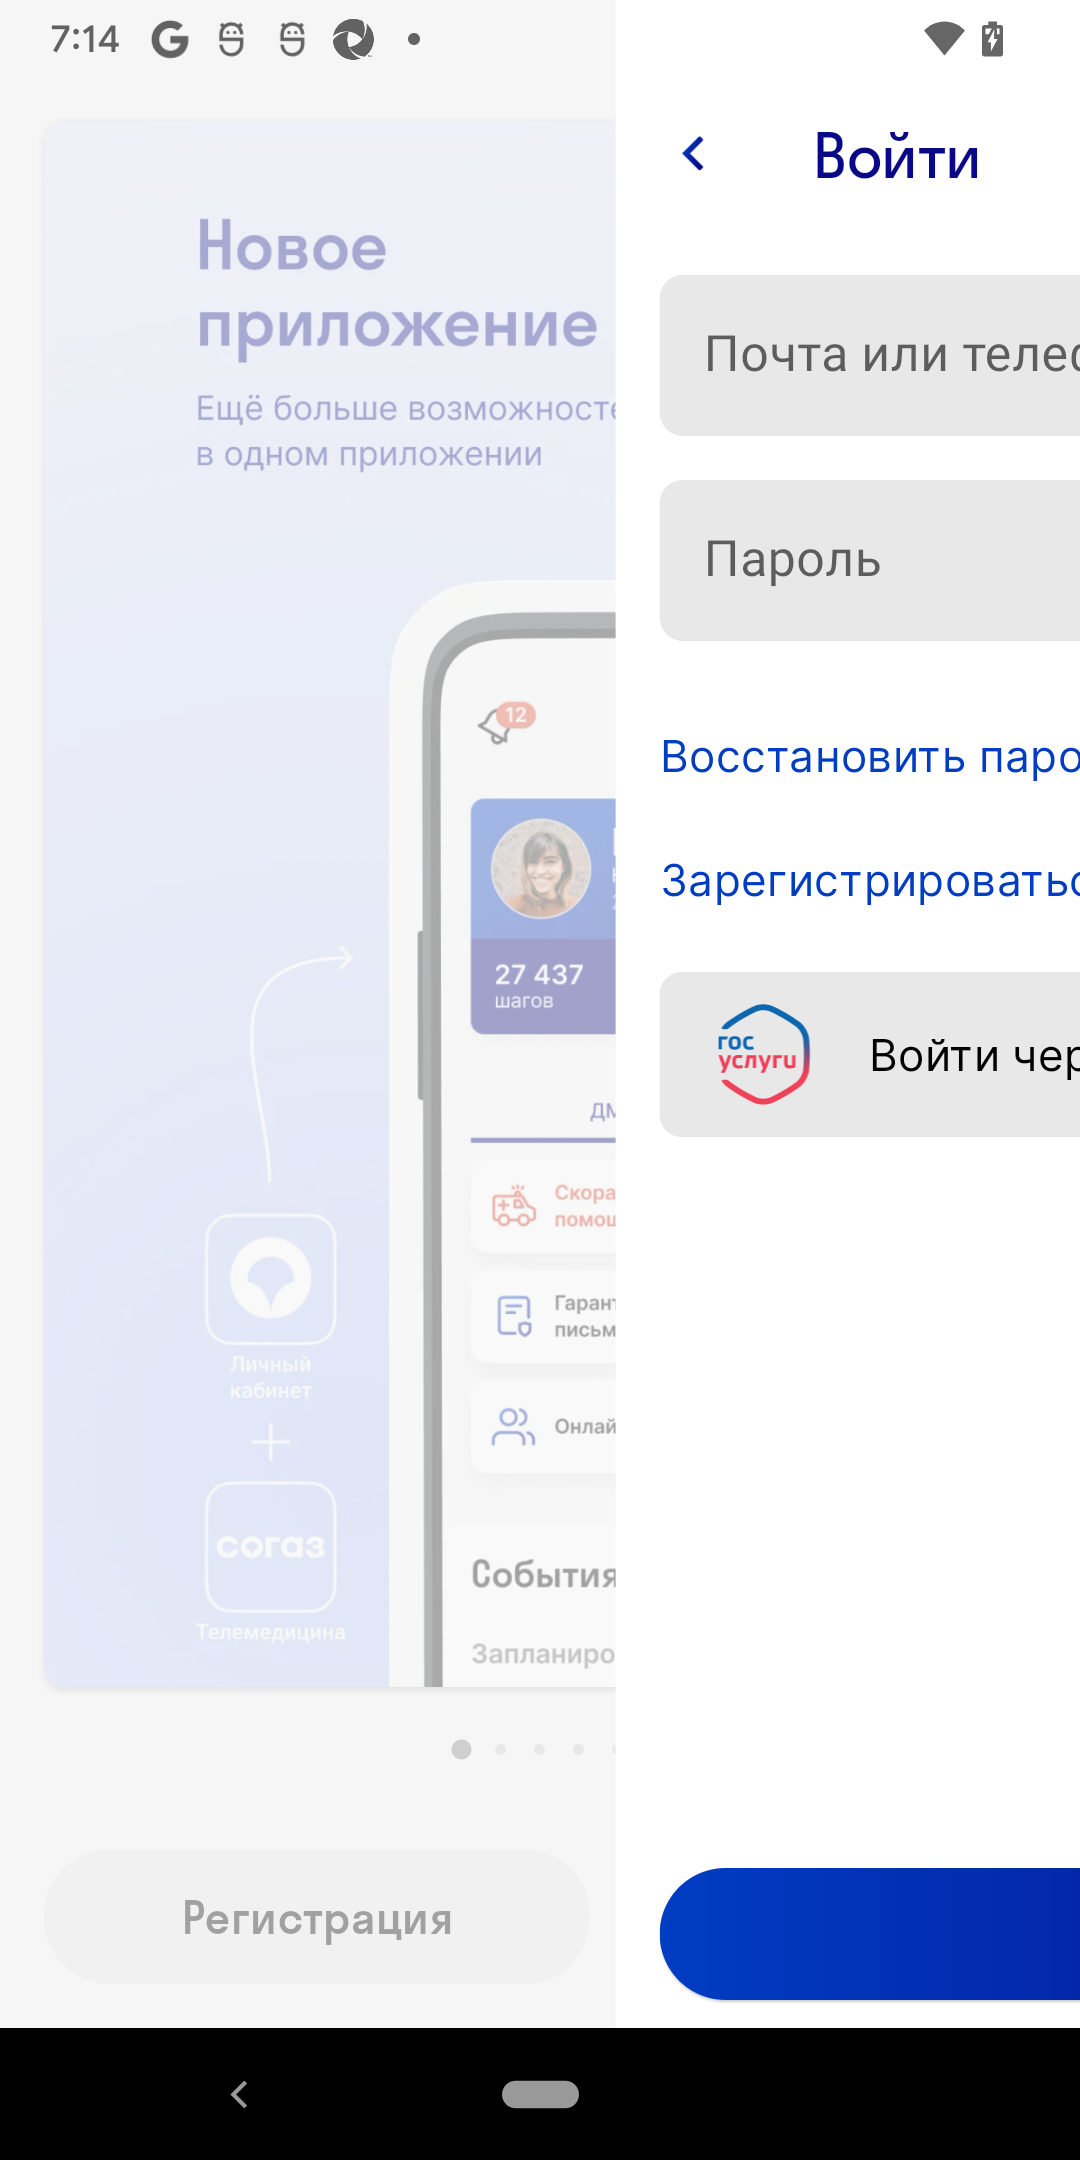 7:14
Новое
приложение
Ещё больше возможносте
в одном приложении
12
27 437
шагов
ДМ
Скора
помощ
Гарант
письм
Онлай
Личный
кабинет
согаз
Телемедицина
События
Запланиро
Регистрация
Войти
Почта или телеф
Пароль
Восстановить паро
Зарегистрироватьс
гос
услуги
Войти чер